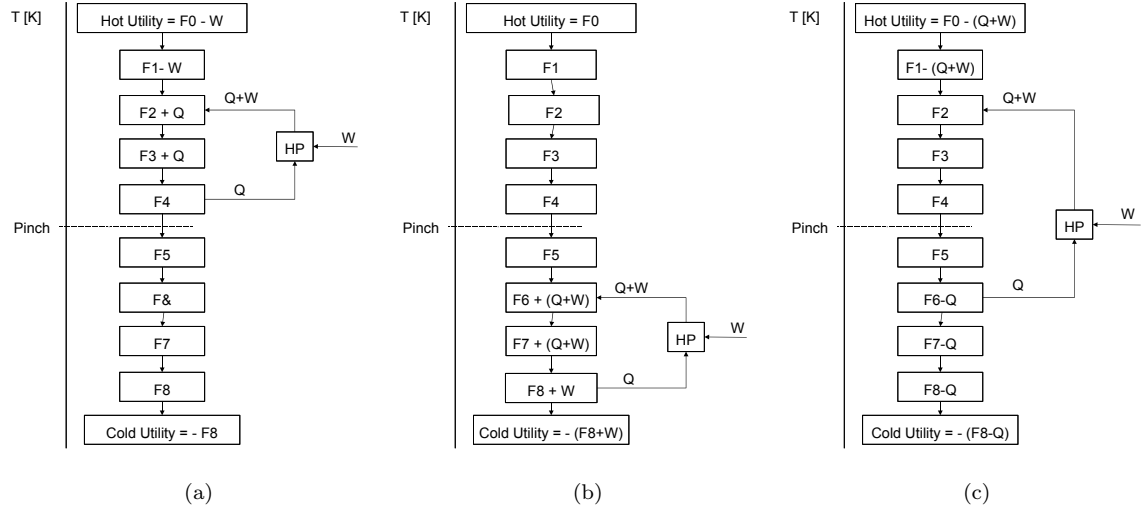 T [K]
Hot Utility = F0 - W
F1- W
F2 + Q
Q+W
HP
W
F3 + Q
F4
Q
Pinch
F5
F&
F7
F8
Cold Utility = - F8
(a)
T [K]
Hot Utility = F0
F1
F2
F3
F4
Pinch
F5
F6 + (Q+W)
Q+W
F7 + (Q+W)
HP
W
F8 + W
Q
Cold Utility = - (F8+W)
(b)
T [K]
Hot Utility = F0 - (Q+W)
F1- (Q+W)
F2
Q+W
F3
F4
Pinch
HP
W
F5
F6-Q
Q
F7-Q
F8-Q
Cold Utility = - (F8-Q)
(c)